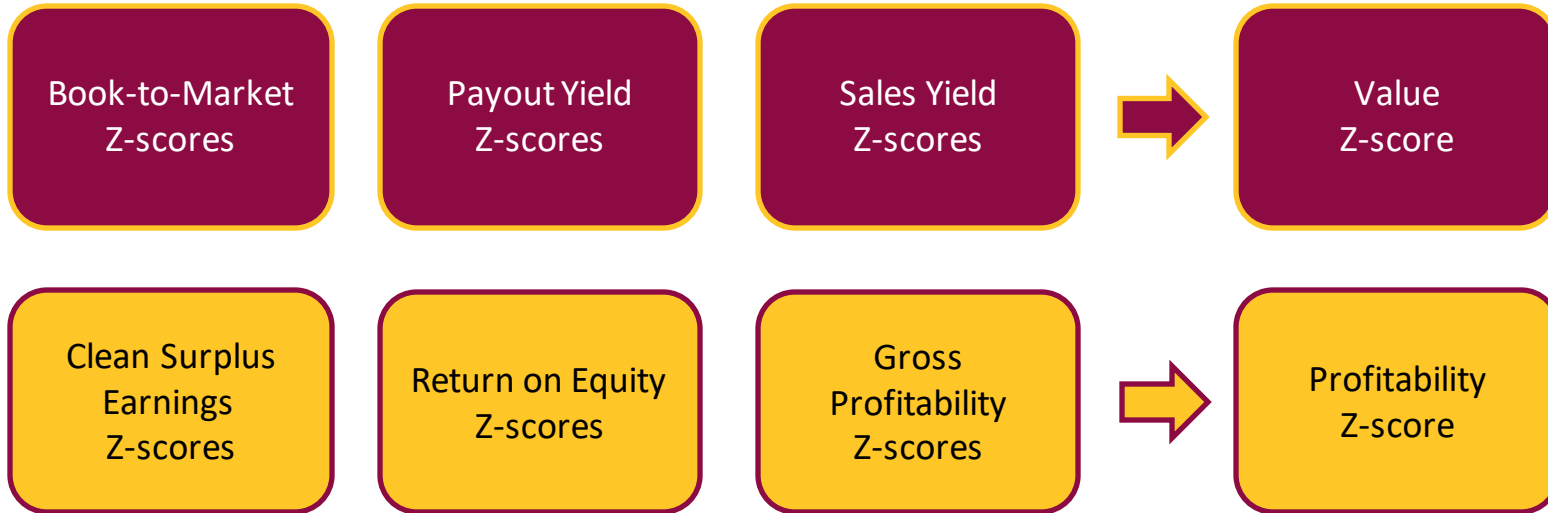 Book-to-Market
Z-scores
Payout Yield
Z-scores
Sales Yield
Z-scores
Value
Z-score
Clean Surplus
Earnings
Z-scores
Return on Equity
Z-scores
Gross
Profitability
Z-scores
Profitability
Z-score